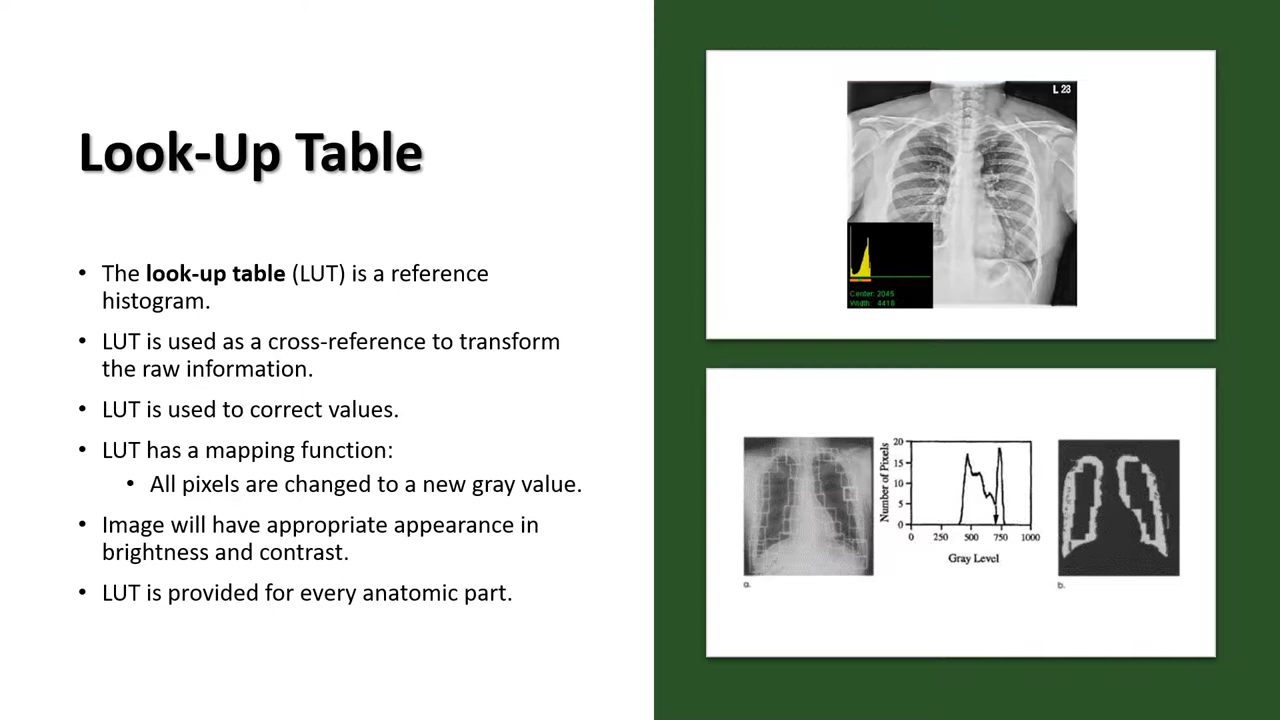 Look-Up Table
• The look-up table (LUT) is a reference
histogram.
• LUT is used as a cross-reference to transform
the raw information.
• LUT is used to correct values.
• LUT has a mapping function:
• All pixels are changed to a new gray value.
• Image will have appropriate appearance in
brightness and contrast.
• LUT is provided for every anatomic part.
L 23
Center: 2045
Width: 4418
Number of Pixels
20
15
10
5
0
0 250 500 750 1000
Gray Level
a.
b.